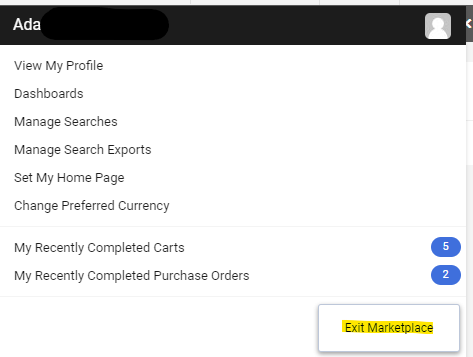 Ada
View My Profile
Dashboards
Manage Searches
Manage Search Exports
Set My Home Page
Change Preferred Currency
My Recently Completed Carts 5
My Recently Completed Purchase Orders 2
Exit Marketplace